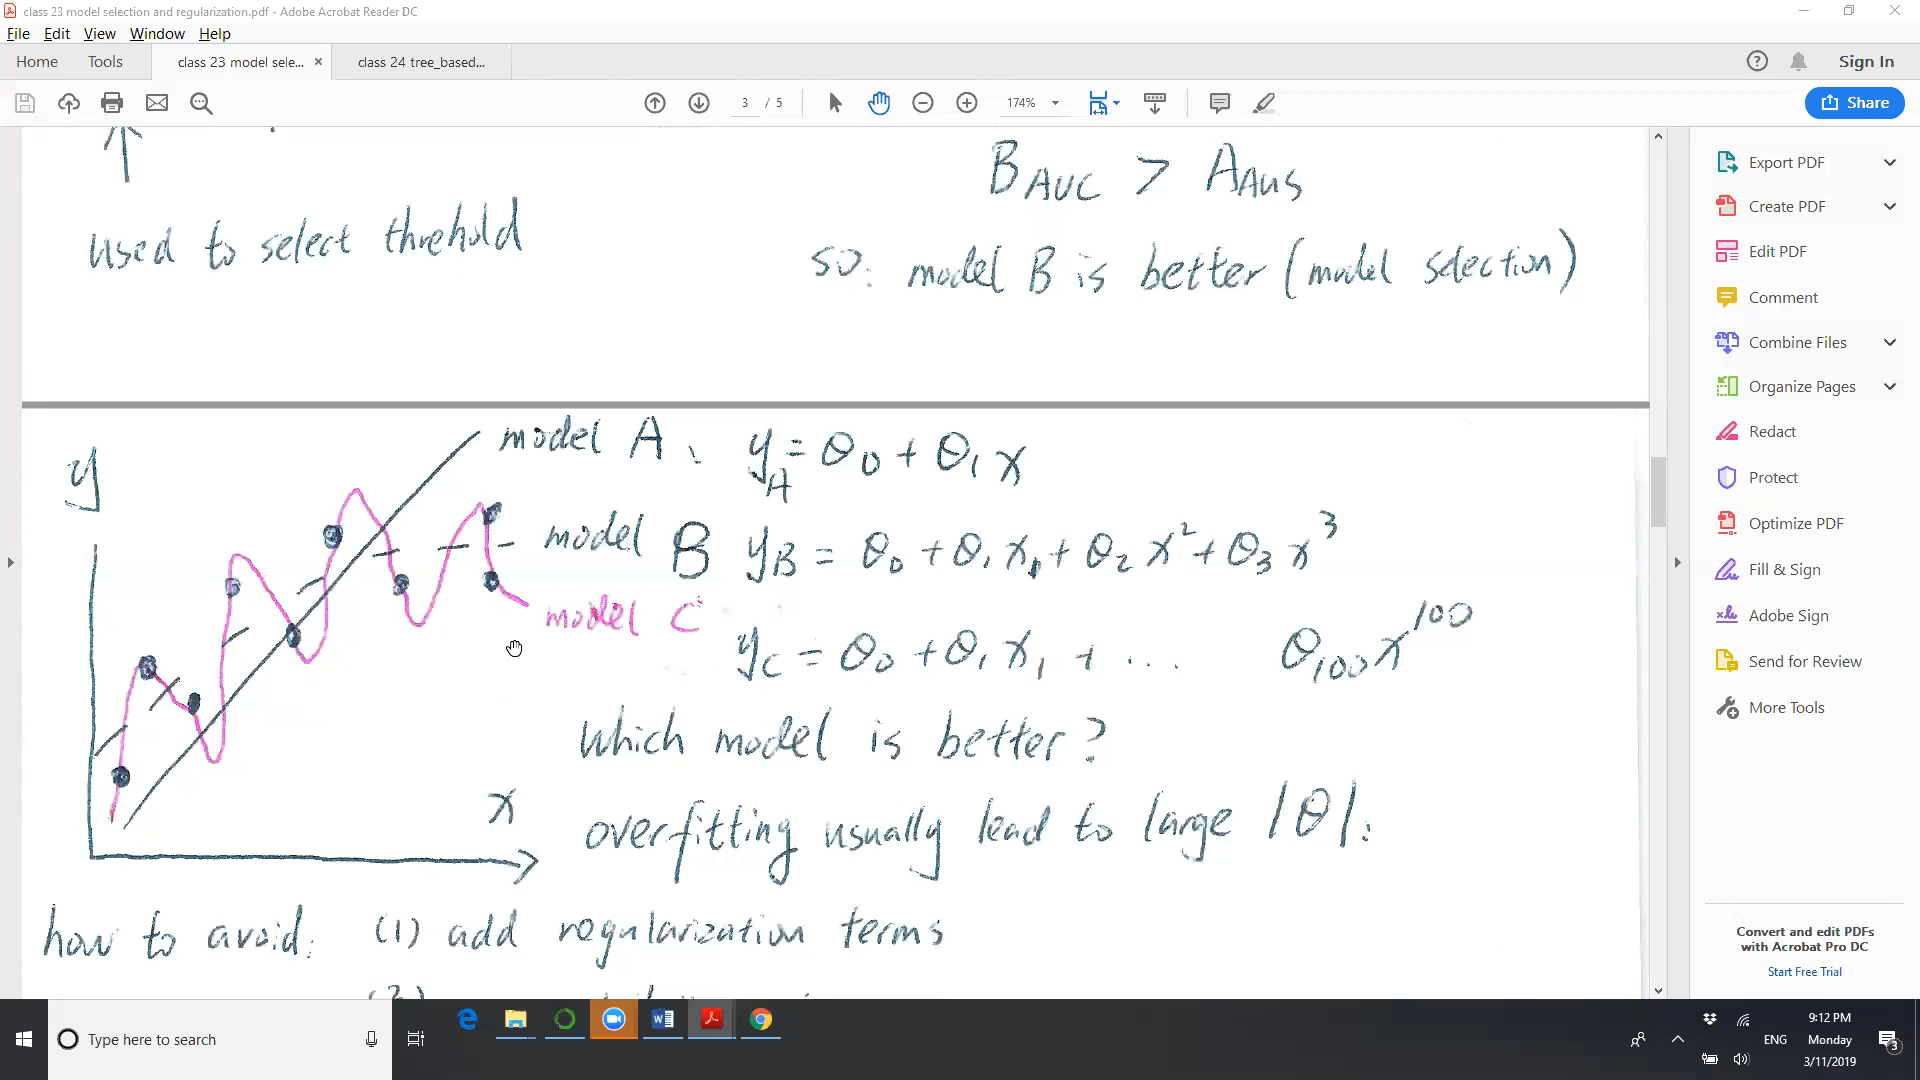 class 23 model selection and regularization.pdf - Adobe Acrobat Reader DC
File Edit View Window Help
Home Tools class 23 model sele... × class 24 tree_based... Sign In
3 / 5 174% Share
B AUC > A AUS
used to select threhold
so: model B is better (model selection)
Export PDF
Create PDF
Edit PDF
Comment
Combine Files
Organize Pages
Redact
Protect
Optimize PDF
Fill & Sign
Adobe Sign
Send for Review
More Tools
Convert and edit PDFs
with Acrobat Pro DC
Start Free Trial
y
model A: y_A = θ₀ + θ₁ x
model B y_B = θ₀ + θ₁ x₁ + θ₂ x² + θ₃ x³
model C
y_C = θ₀ + θ₁ x₁ + ... θ₁₀₀ x¹⁰⁰
Which model is better?
x
overfitting usually lead to large |θ|:
how to avoid: (1) add regularization terms
(2)
Type here to search
ENG
9:12 PM
Monday
3/11/2019
3